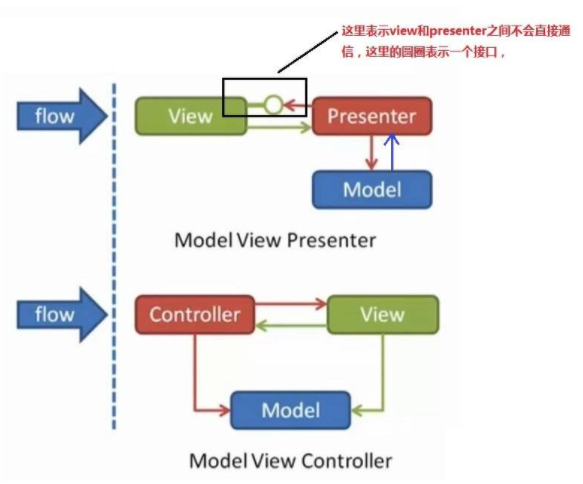 这里表示view和presenter之间不会直接通
信，这里的圆圈表示一个接口，
flow
View
Presenter
Model
Model View Presenter
flow
Controller
View
Model
Model View Controller